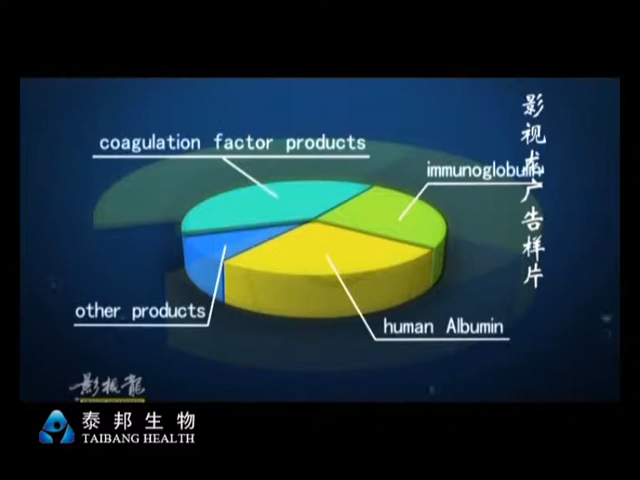 coagulation factor products
immunoglobulin
other products
human Albumin
影视龙广告样片
影视龍
泰邦生物
TAIBANG HEALTH